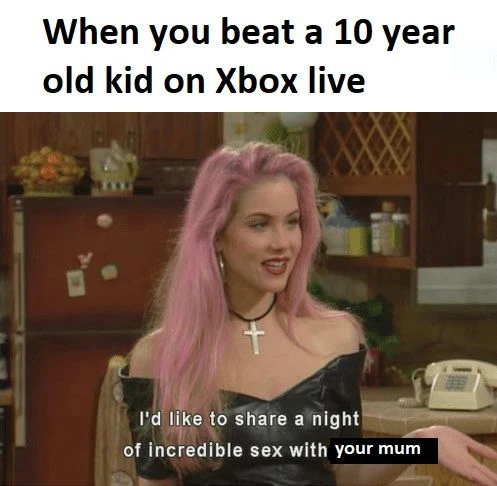 When you beat a 10 year
old kid on Xbox live
I'd like to share a night
of incredible sex with your mum